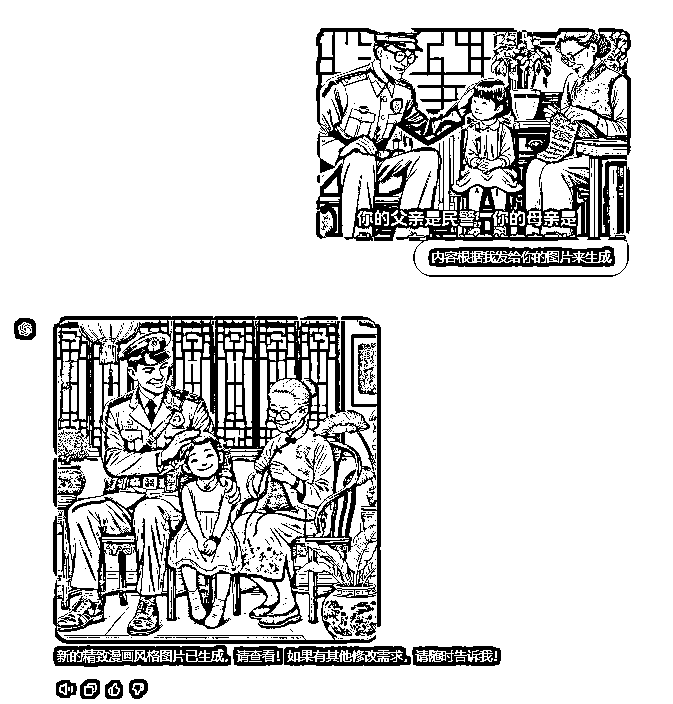 你的父亲是民警 你的母亲是
内容根据我发给你的图片来生成
新的精致漫画风格图片已生成，请查看！如果有其他修改需求，请随时告诉我！